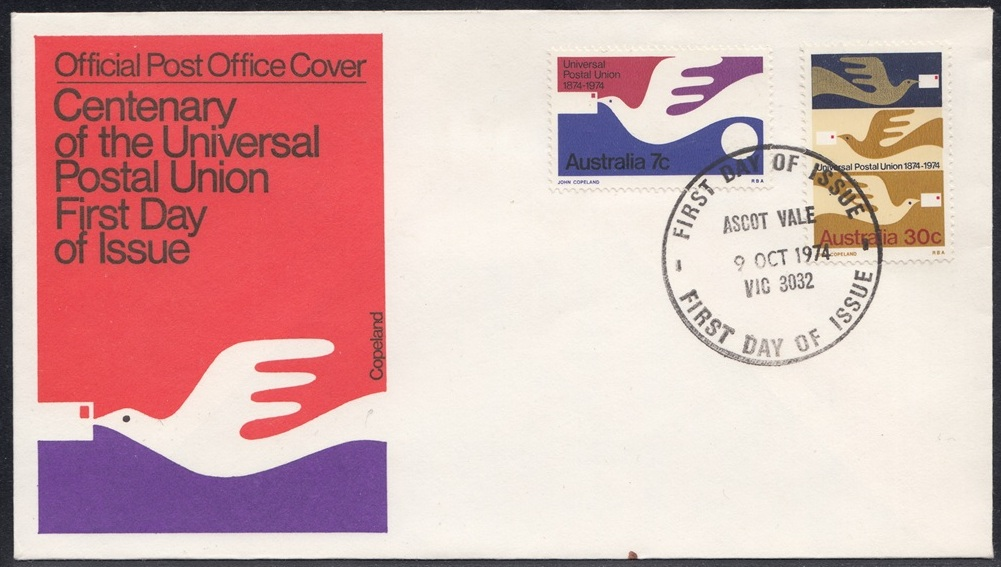 Official Post Office Cover
Centenary
of the Universal
Postal Union
First Day
of Issue
Copeland
Universal
Postal Union
1874-1974
Australia 7c
JOHN COPELAND
RBA
Universal Postal Union 1874-1974
Australia 30c
COPELAND
RBA
FIRST DAY OF ISSUE
ASCOT VALE
9 OCT 1974
VIC 3032
FIRST DAY OF ISSUE